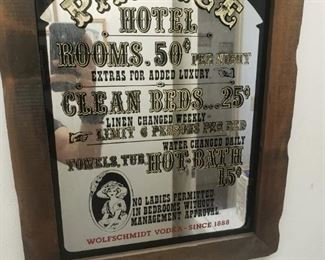 PALACE
HOTEL
ROOMS.50¢ PER NIGHT
EXTRAS FOR ADDED LUXURY
CLEAN BEDS...25¢
LINEN CHANGED WEEKLY
LIMIT 6 PERSONS PER BED
WATER CHANGED DAILY
TOWELS, TUB, HOT BATH
15¢
NO LADIES PERMITTED
IN BEDROOMS WITHOUT
MANAGEMENT APPROVAL
WOLFSCHMIDT VODKA - SINCE 1888